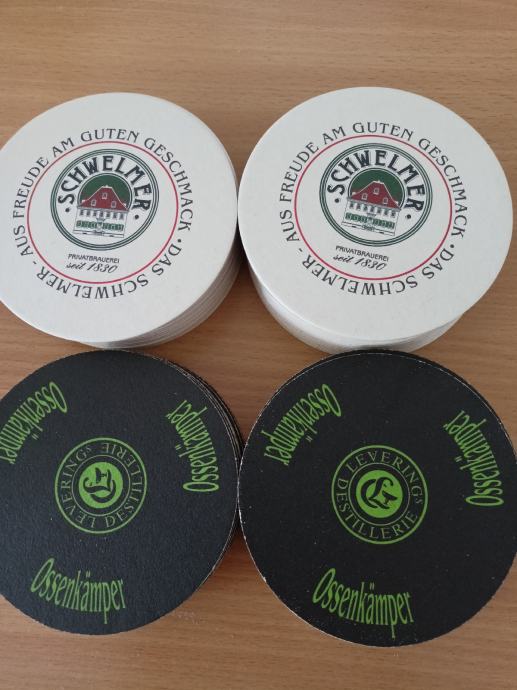 AUS FREUDE AM GUTEN GESCHMACK · DAS SCHWELMER -
· SCHWELMER ·
PRIVATBRAUEREI
seit 1830
AUS FREUDE AM GUTEN GESCHMACK · DAS SCHWELMER -
· SCHWELMER ·
PRIVATBRAUEREI
seit 1830
Ossenkämper
Ossenkämper
LEVERING'S
DESTILLERIE
Ossenkämper
Ossenkämper
Ossenkämper
LEVERING'S
DESTILLERIE
Ossenkämper